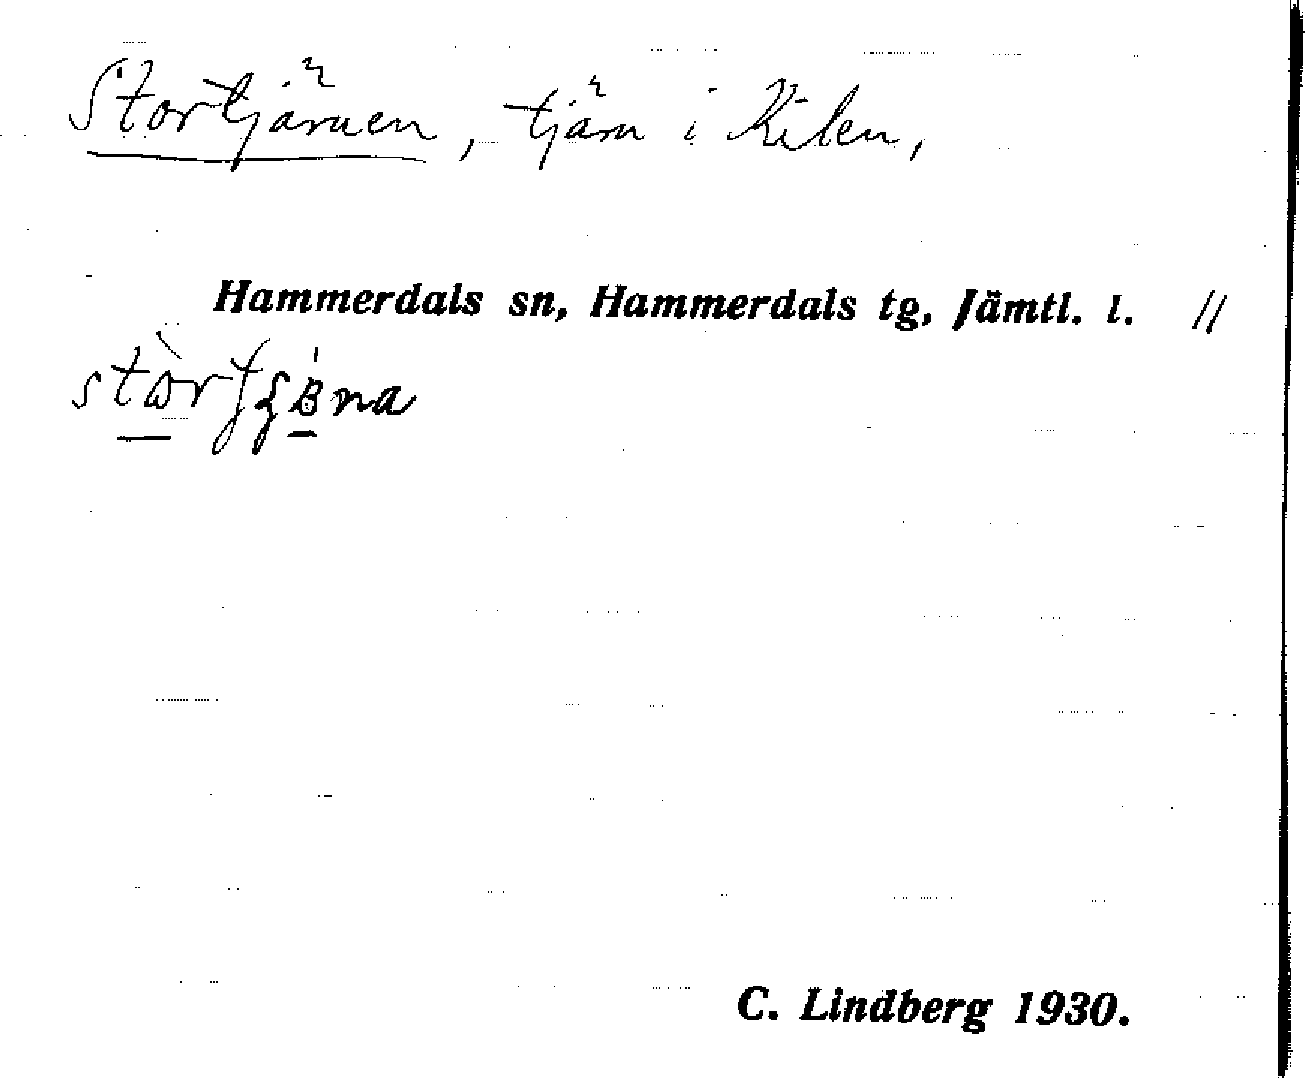 Stortjärnen, tjärn i Kilen,
Hammerdals sn, Hammerdals tg, Jämtl. l. //
C. Lindberg 1930.